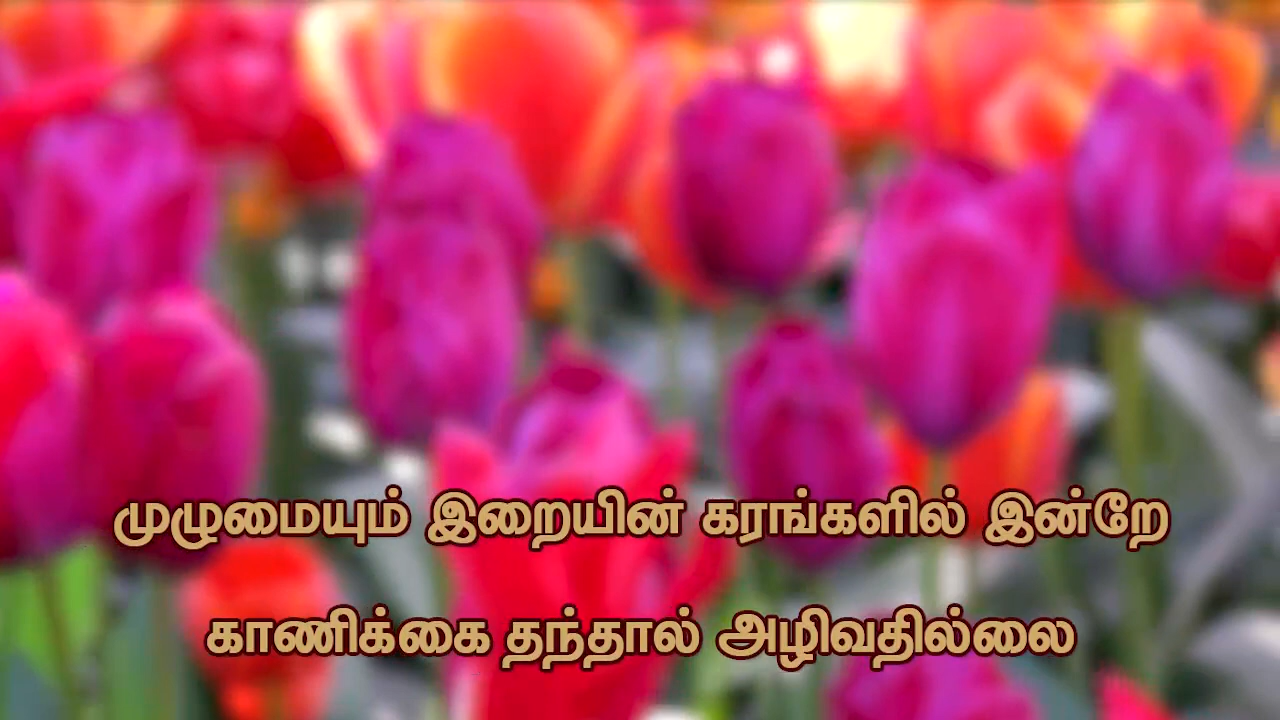 முழுமையும் இறையின் கரங்களில் இன்றே
காணிக்கை தந்தால் அழிவதில்லை